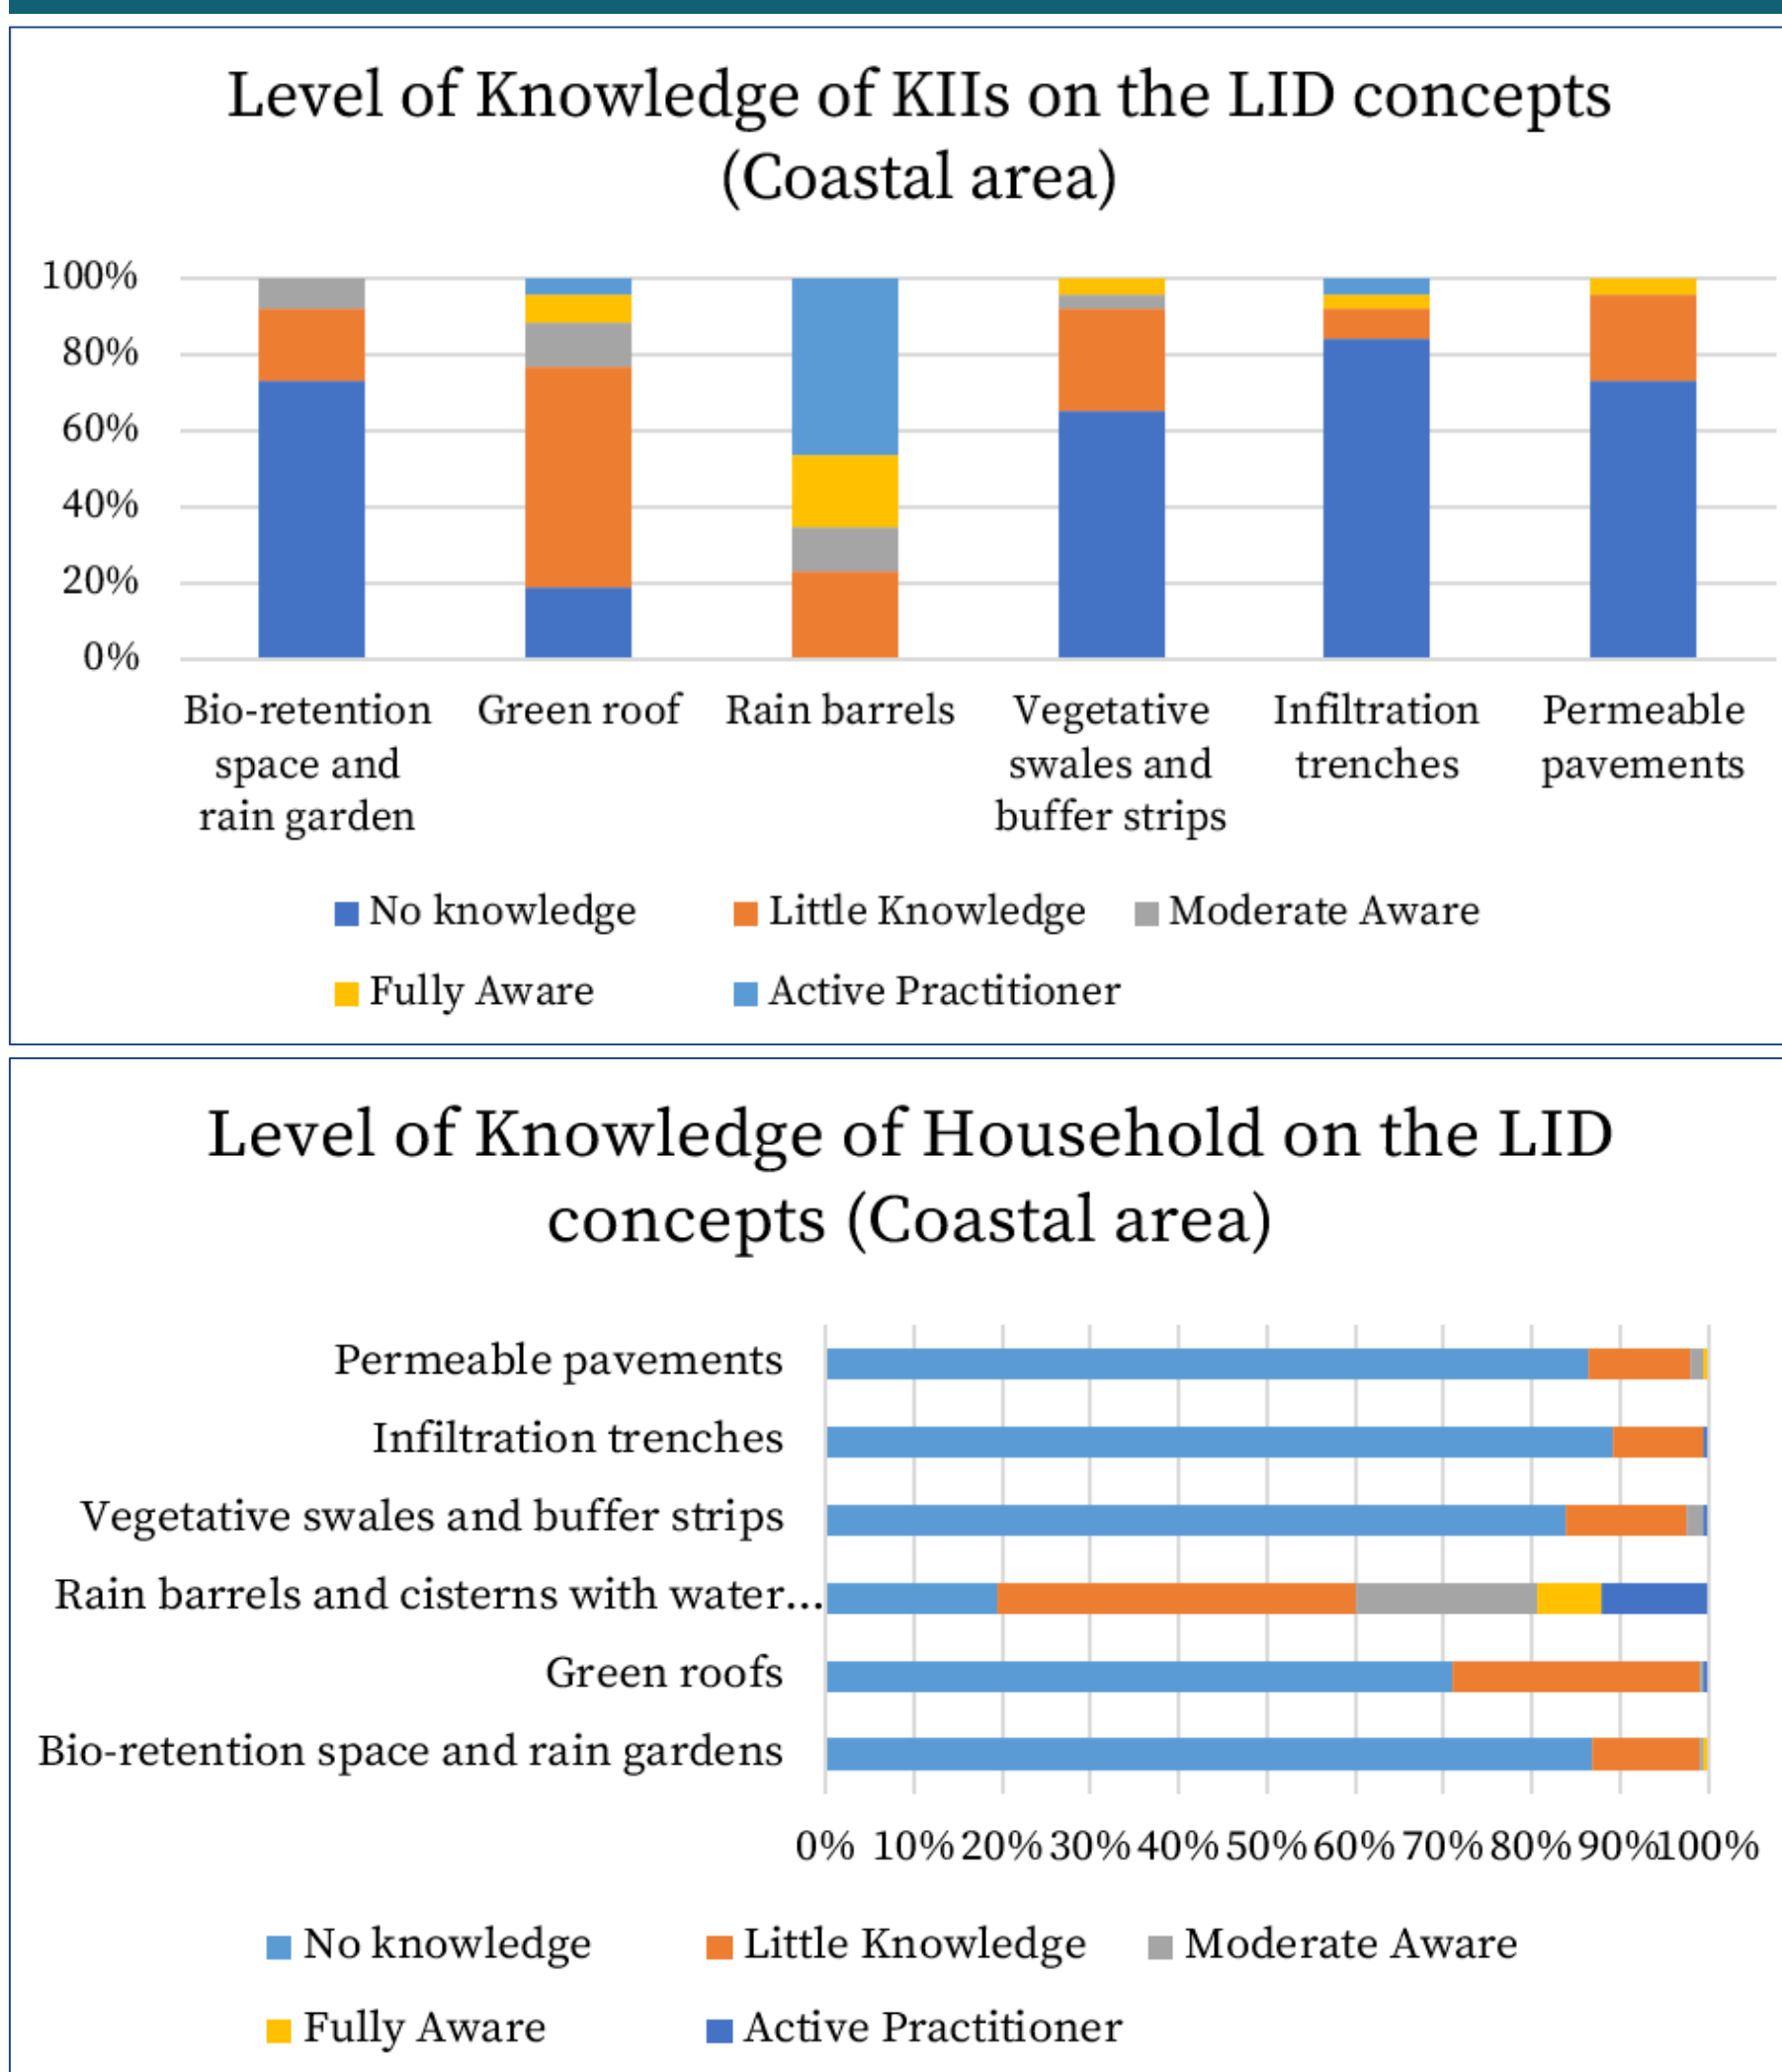 Level of Knowledge of KIIs on the LID concepts
(Coastal area)
100%
80%
60%
40%
20%
0%
Bio-retention space and rain garden
Green roof
Rain barrels
Vegetative swales and buffer strips
Infiltration trenches
Permeable pavements
No knowledge
Little Knowledge
Moderate Aware
Fully Aware
Active Practitioner
Level of Knowledge of Household on the LID
concepts (Coastal area)
Permeable pavements
Infiltration trenches
Vegetative swales and buffer strips
Rain barrels and cisterns with water...
Green roofs
Bio-retention space and rain gardens
0% 10% 20% 30% 40% 50% 60% 70% 80% 90% 100%
No knowledge
Little Knowledge
Moderate Aware
Fully Aware
Active Practitioner